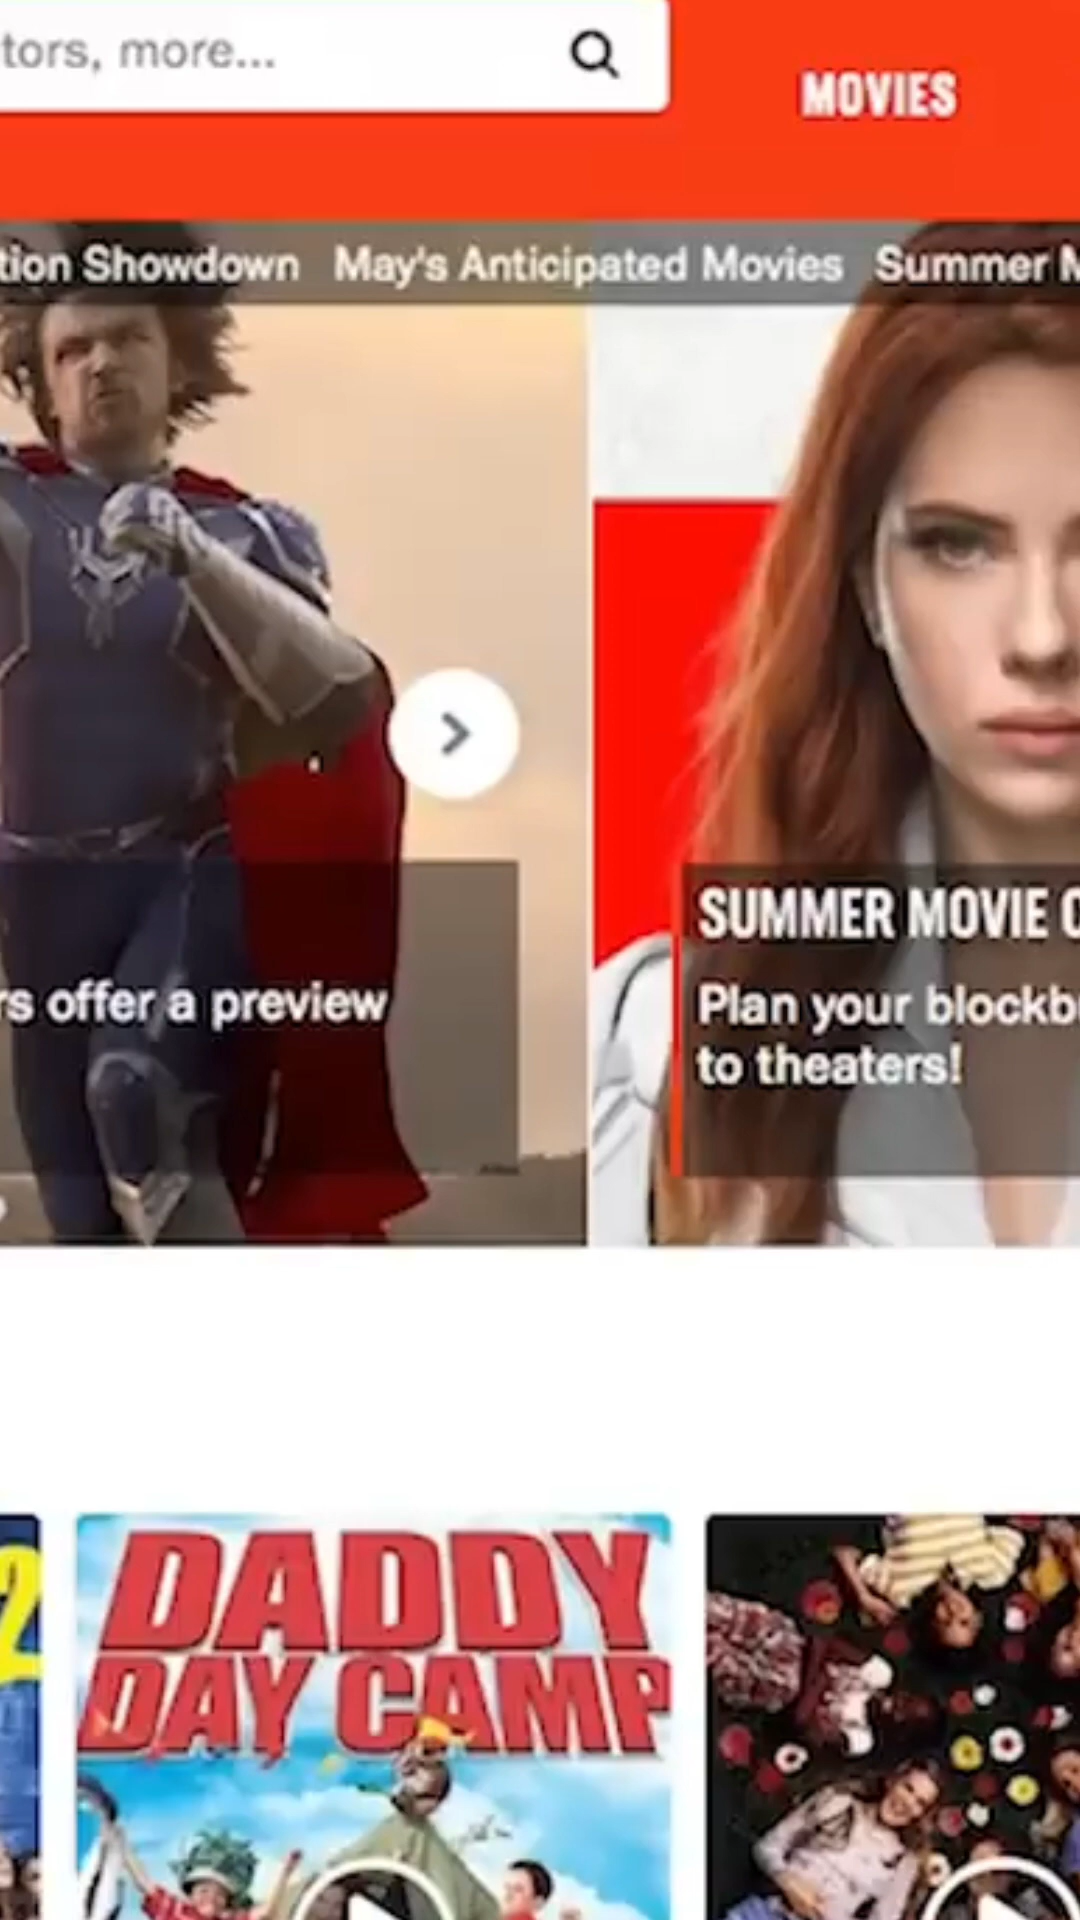 tors, more...
MOVIES
tion Showdown May's Anticipated Movies Summer M
SUMMER MOVIE C
rs offer a preview
Plan your blockb
to theaters!
2
DADDY
DAY CAMP